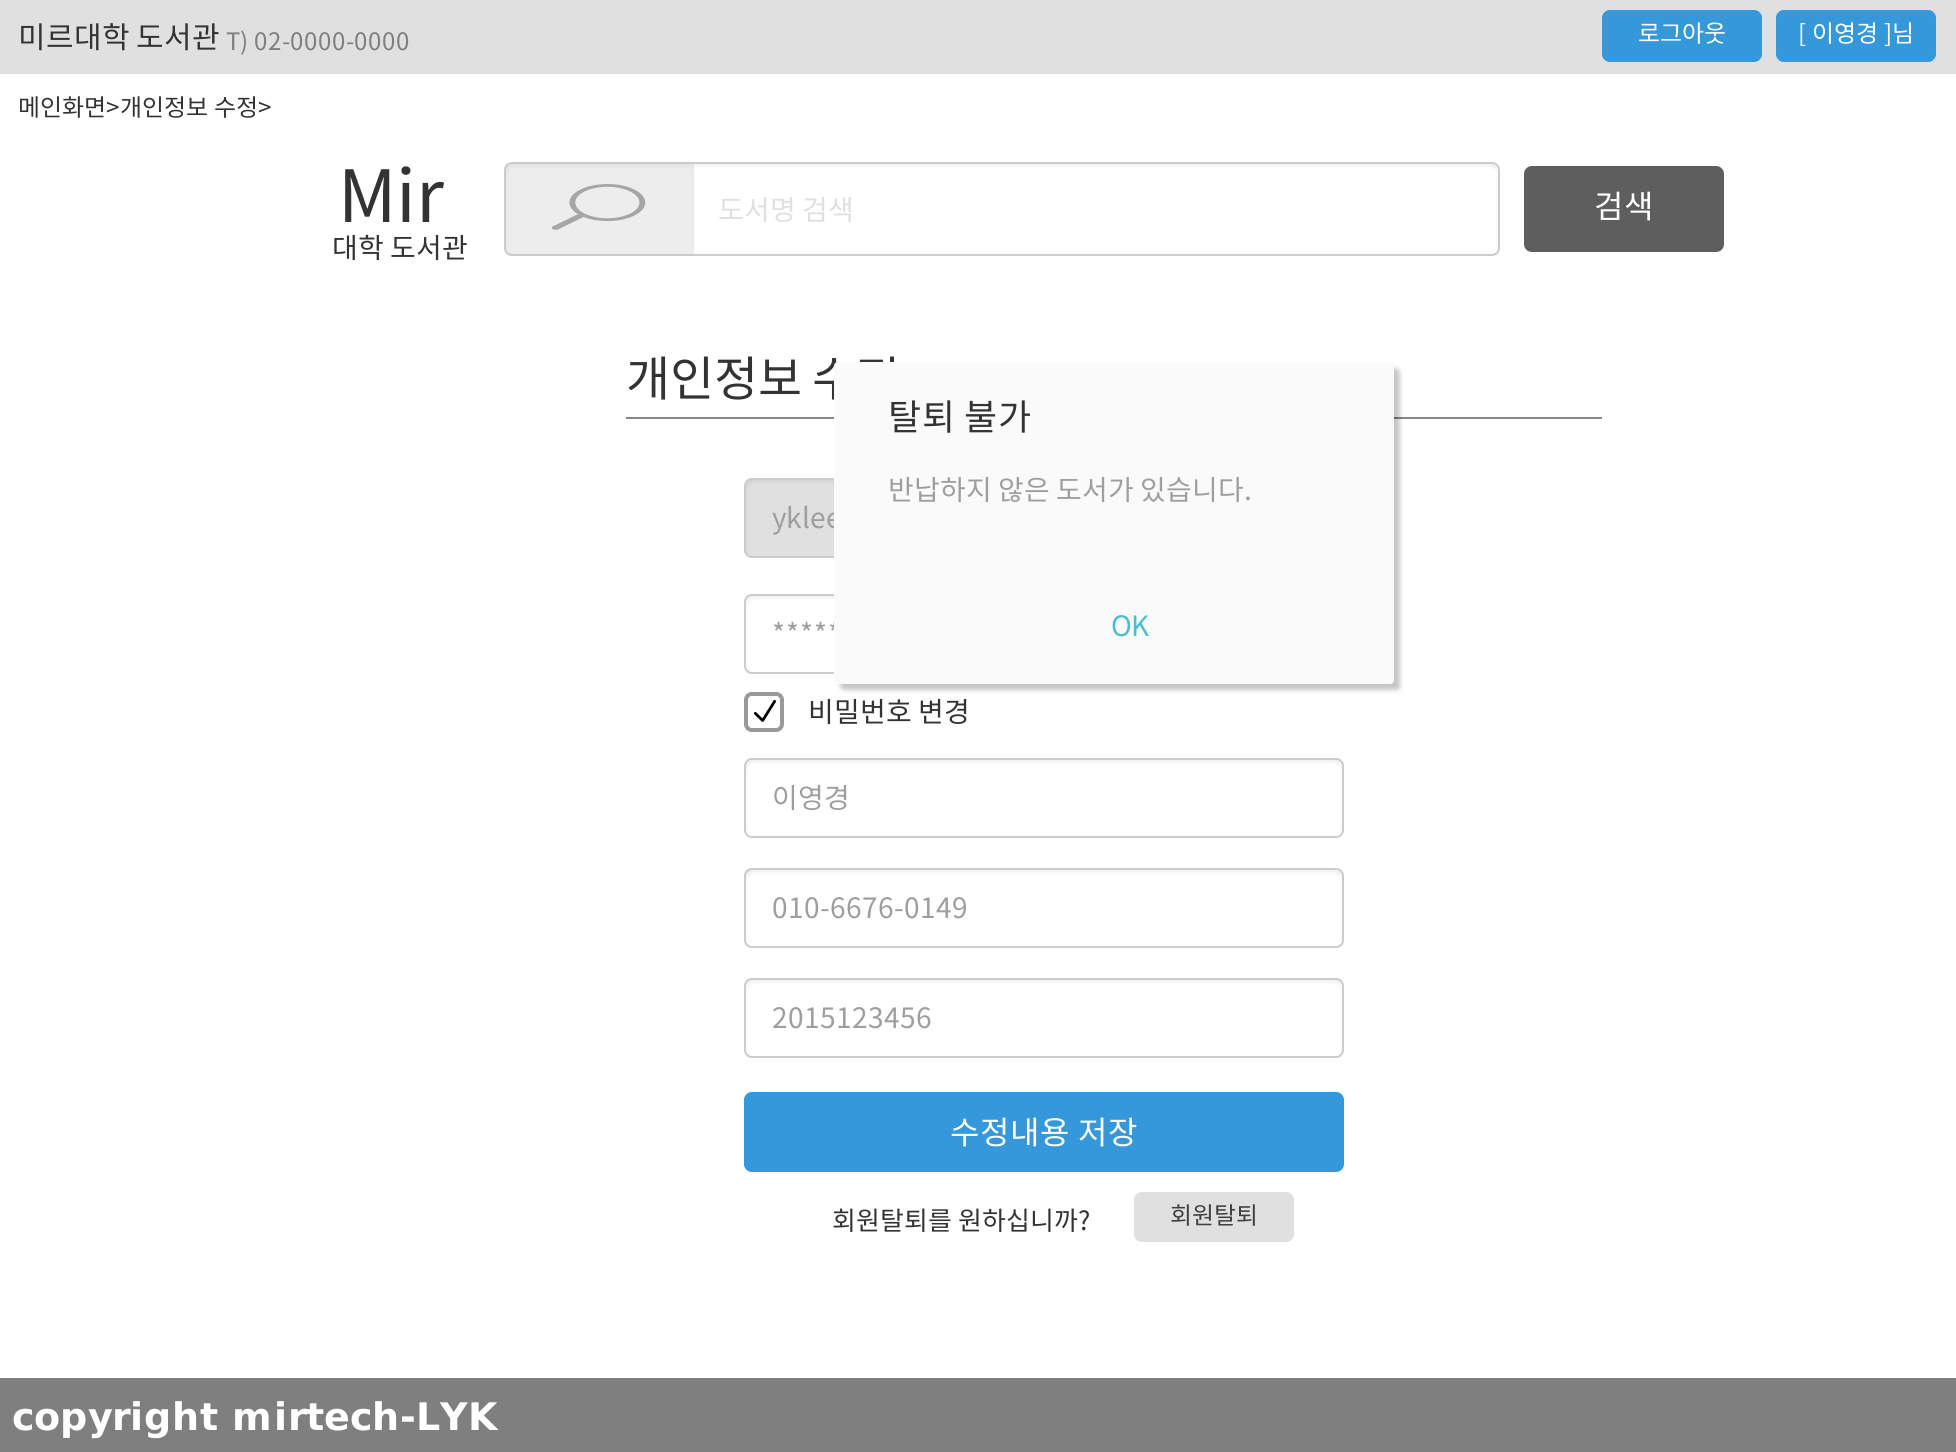 미르대학 도서관 T) 02-0000-0000
로그아웃
[ 이영경 ]님
메인화면>개인정보 수정>
Mir
대학 도서관
도서명 검색
검색
개인정보
탈퇴 불가
반납하지 않은 도서가 있습니다.
OK
yklee
*****
비밀번호 변경
이영경
010-6676-0149
2015123456
수정내용 저장
회원탈퇴를 원하십니까?
회원탈퇴
copyright mirtech-LYK